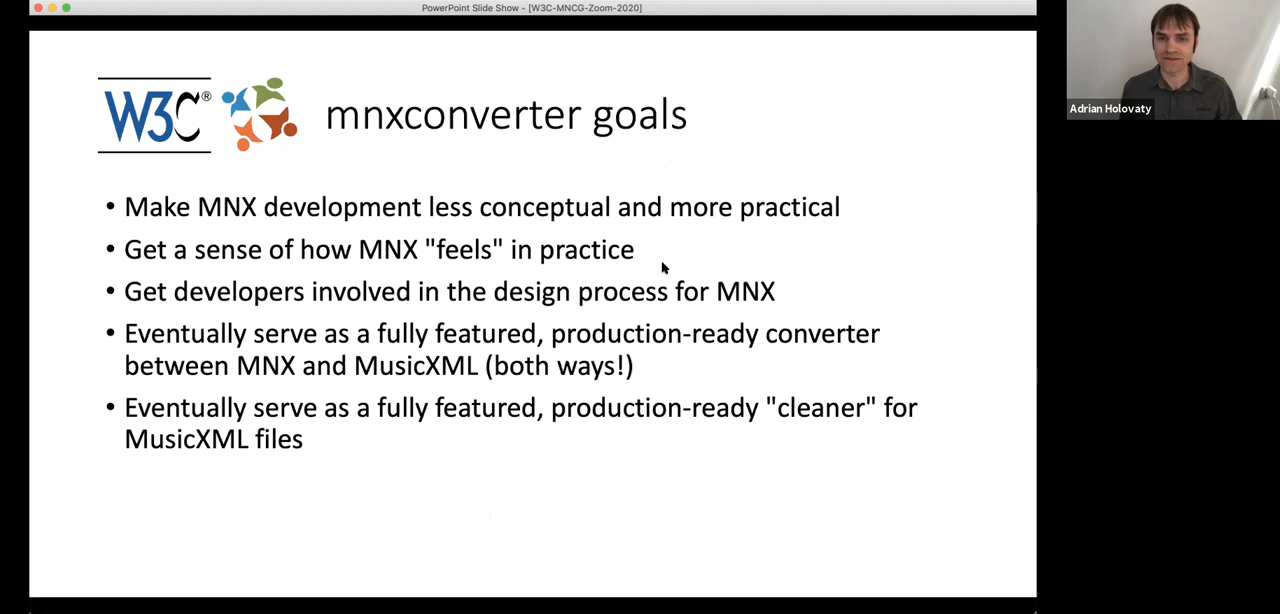 PowerPoint Slide Show - [W3C-MNCG-Zoom-2020]
W3C®
mnxconverter goals
Adrian Holovaty
• Make MNX development less conceptual and more practical
• Get a sense of how MNX "feels" in practice
• Get developers involved in the design process for MNX
• Eventually serve as a fully featured, production-ready converter
between MNX and MusicXML (both ways!)
• Eventually serve as a fully featured, production-ready "cleaner" for
MusicXML files